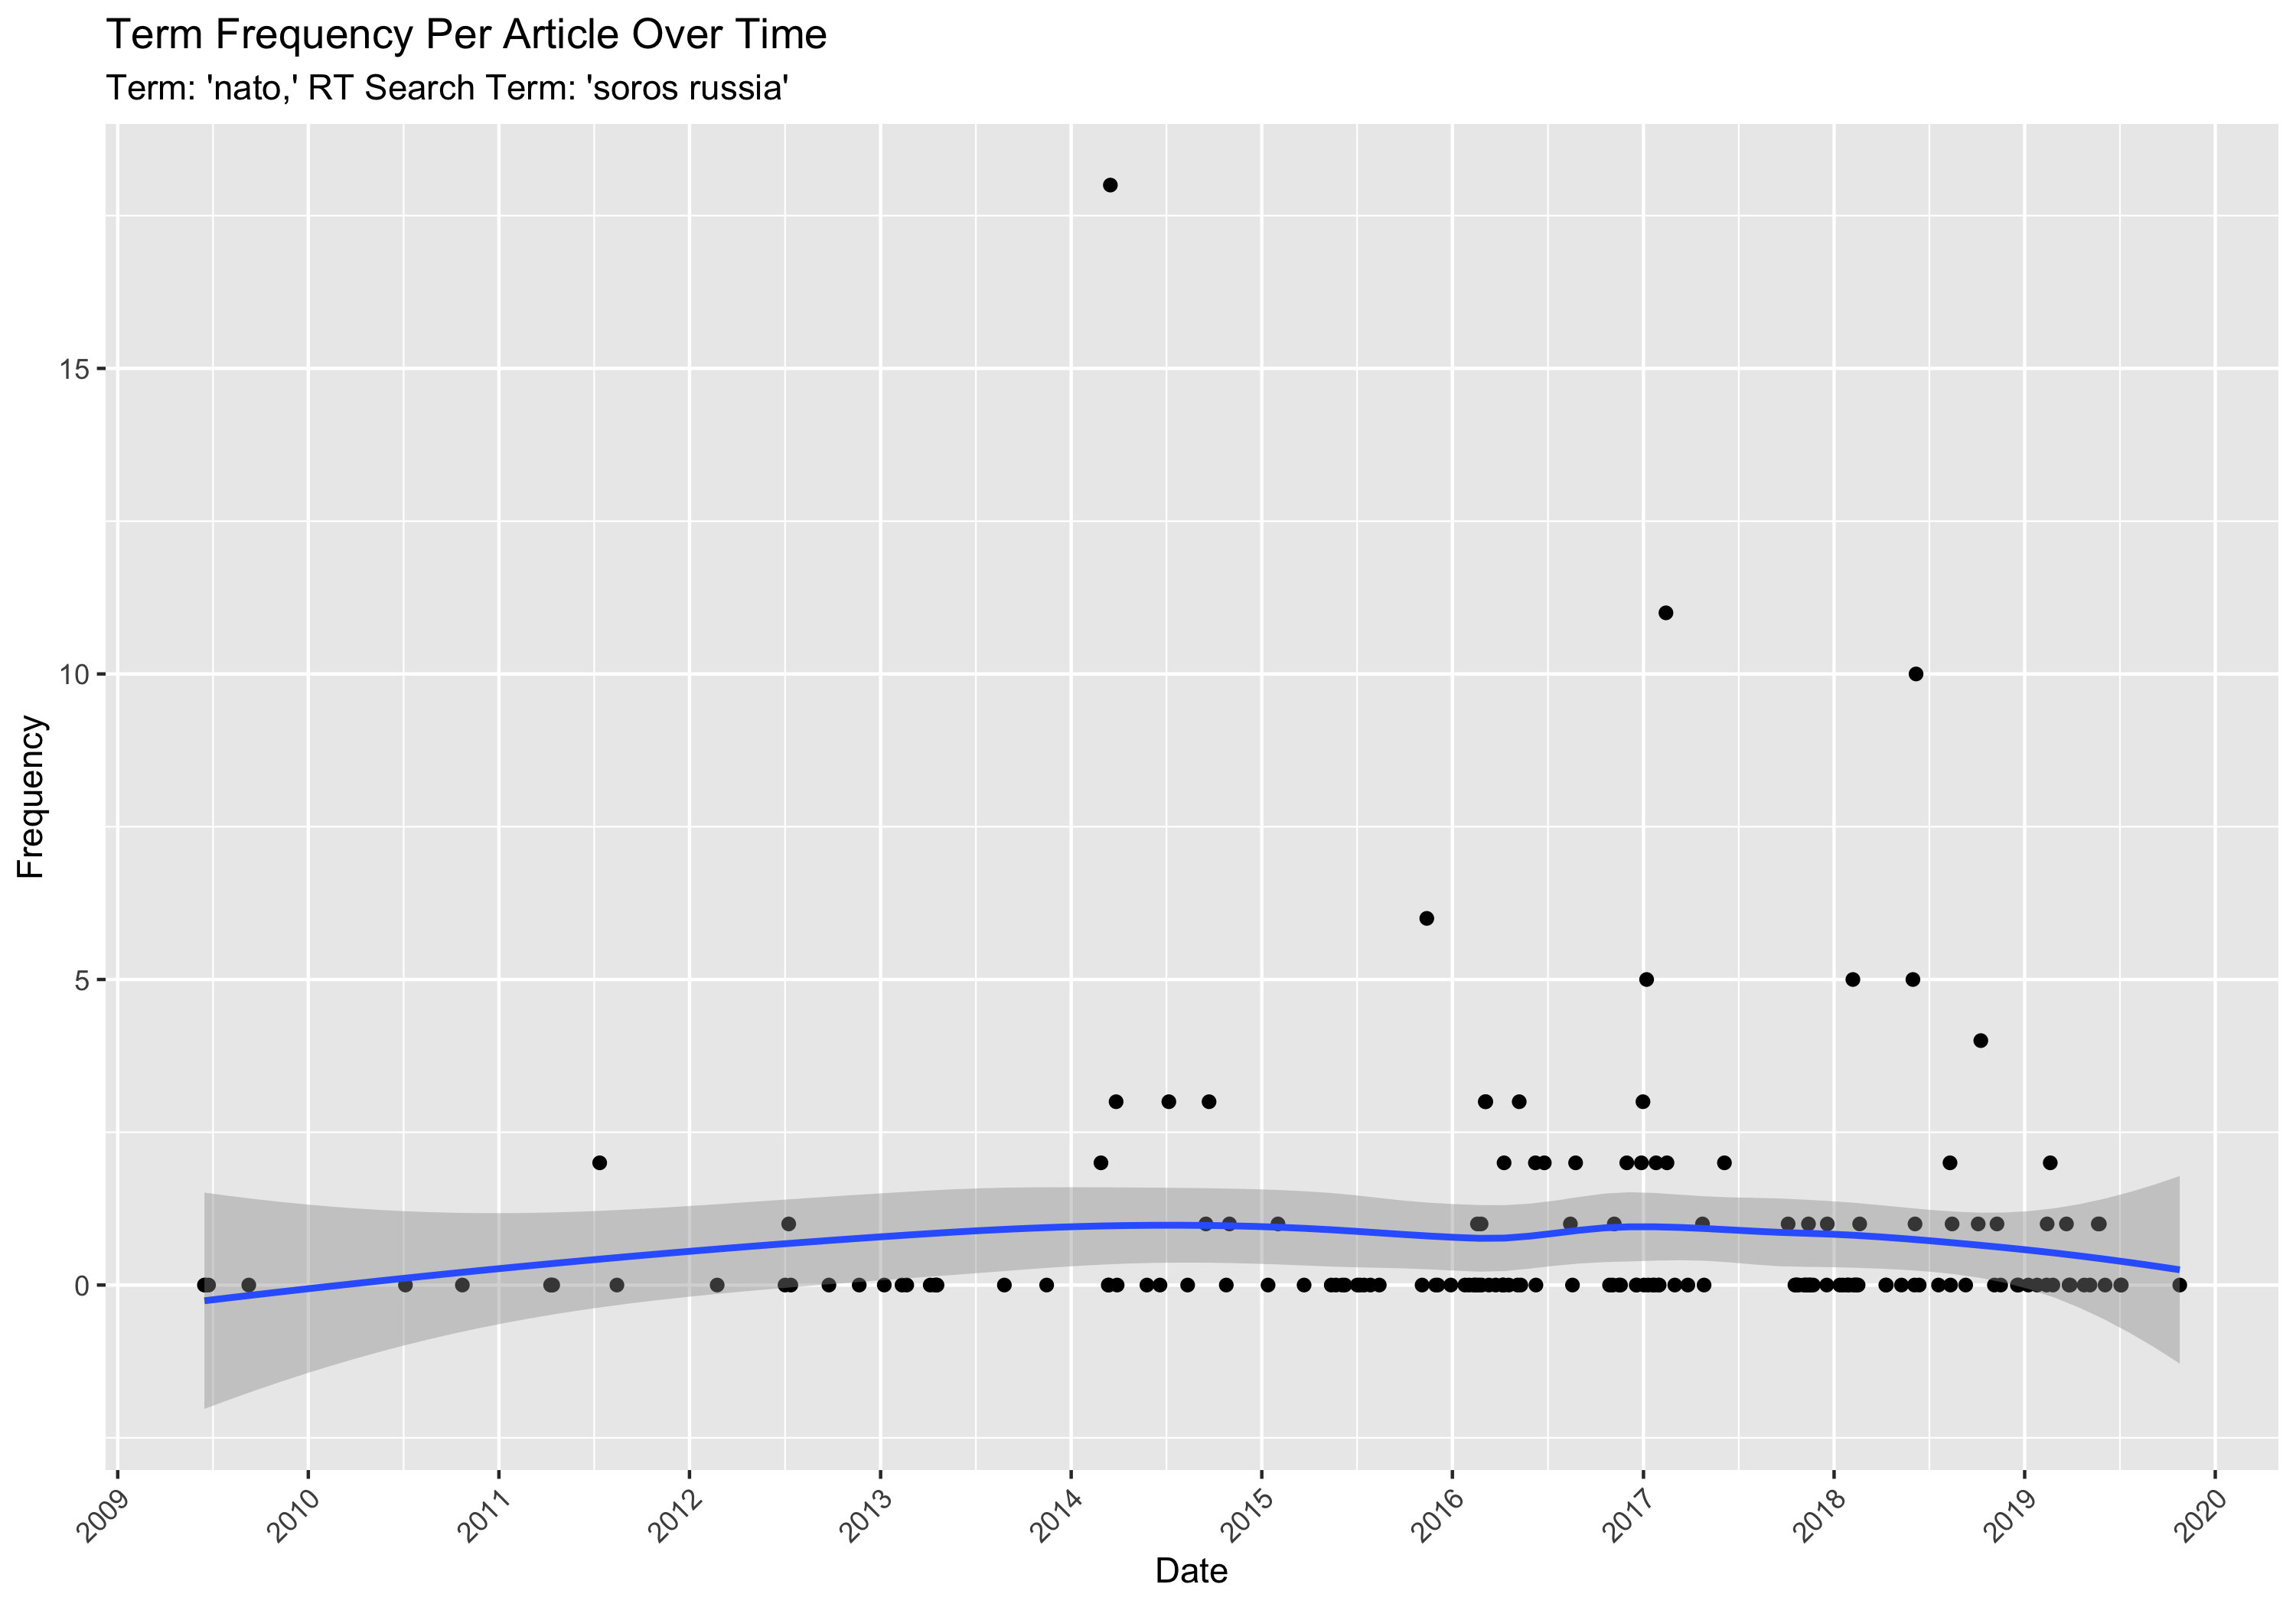 Term Frequency Per Article Over Time
Term: 'nato,' RT Search Term: 'soros russia'
Frequency
15
10
5
0
2009 2010 2011 2012 2013 2014 2015 2016 2017 2018 2019 2020
Date